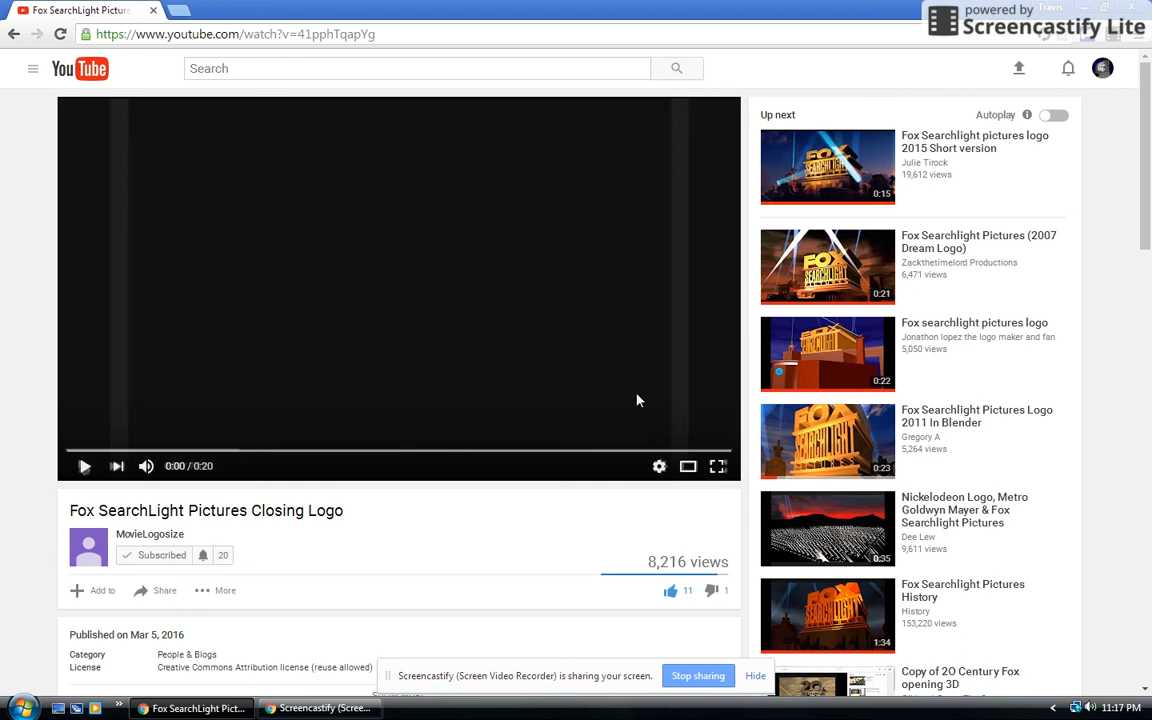 Fox SearchLight Picture
Travis
powered by
Screencastify Lite
https://www.youtube.com/watch?v=41pphTqapYg
YouTube
Search
Up next
Autoplay
Fox Searchlight pictures logo
2015 Short version
Julie Tirock
19,612 views
0:15
Fox Searchlight Pictures (2007
Dream Logo)
Zackthetimelord Productions
6,471 views
0:21
Fox searchlight pictures logo
Jonathon lopez the logo maker and fan
5,050 views
0:22
Fox Searchlight Pictures Logo
2011 In Blender
Gregory A
5,264 views
0:23
Nickelodeon Logo, Metro
Goldwyn Mayer & Fox
Searchlight Pictures
Dee Lew
9,611 views
0:35
Fox Searchlight Pictures
History
History
153,220 views
1:34
Copy of 2O Century Fox
opening 3D
0:00 / 0:20
Fox SearchLight Pictures Closing Logo
MovieLogosize
Subscribed
20
8,216 views
Add to
Share
More
11
1
Published on Mar 5, 2016
Category
People & Blogs
License
Creative Commons Attribution license (reuse allowed)
Screencastify (Screen Video Recorder) is sharing your screen.
Stop sharing
Hide
Fox SearchLight Pict...
Screencastify (Scree...
11:17 PM